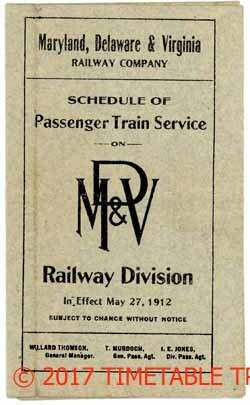 Maryland, Delaware & Virginia
RAILWAY COMPANY
SCHEDULE OF
Passenger Train Service
—ON—
MD&V
Railway Division
In Effect May 27, 1912
SUBJECT TO CHANGE WITHOUT NOTICE
WILLARD THOMSON, T. MURDOCH, I. E. JONES,
General Manager. Gen. Pass. Agt. Div. Pass. Agt.
© 2017 TIMETABLE TR